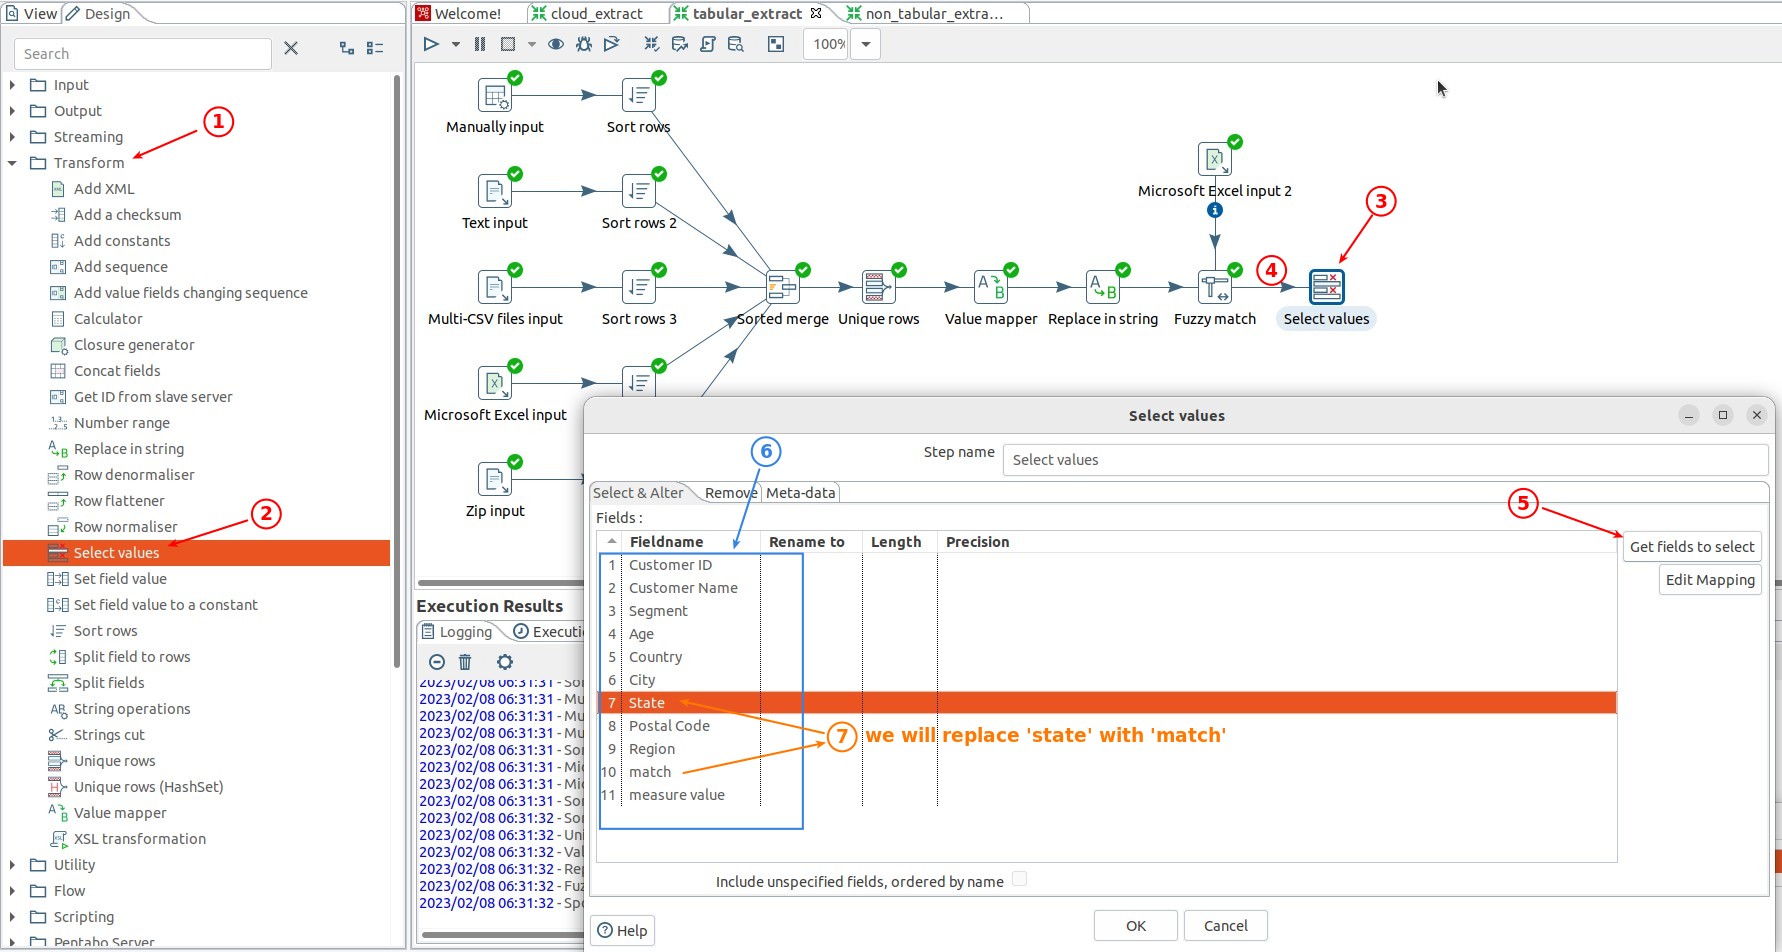 View
Design
Welcome!
cloud_extract
tabular_extract
non_tabular_extra...
Search
100%
Input
Output
Streaming
Transform
Add XML
Add a checksum
Add constants
Add sequence
Add value fields changing sequence
Calculator
Closure generator
Concat fields
Get ID from slave server
Number range
Replace in string
Row denormaliser
Row flattener
Row normaliser
Select values
Set field value
Set field value to a constant
Sort rows
Split field to rows
Split fields
String operations
Strings cut
Unique rows
Unique rows (HashSet)
Value mapper
XSL transformation
Utility
Flow
Scripting
Pentaho Server
1
2
Manually input
Sort rows
Text input
Sort rows 2
Microsoft Excel input 2
3
4
Multi-CSV files input
Sort rows 3
Sorted merge
Unique rows
Value mapper
Replace in string
Fuzzy match
Select values
Microsoft Excel input
Zip input
Execution Results
Logging
Executi
2023/02/08 06:31:31 - Sor
2023/02/08 06:31:31 - Mu
2023/02/08 06:31:31 - Mu
2023/02/08 06:31:31 - Mu
2023/02/08 06:31:31 - Sor
2023/02/08 06:31:31 - Mic
2023/02/08 06:31:31 - Mic
2023/02/08 06:31:31 - Sor
2023/02/08 06:31:32 - Sor
2023/02/08 06:31:32 - Uni
2023/02/08 06:31:32 - Val
2023/02/08 06:31:32 - Rep
2023/02/08 06:31:32 - Fuz
2023/02/08 06:31:32 - Spo
Select values
6
Step name
Select values
Select & Alter
Remove
Meta-data
5
Fields :
Fieldname Rename to Length Precision
Get fields to select
Edit Mapping
1 Customer ID
2 Customer Name
3 Segment
4 Age
5 Country
6 City
7 State
8 Postal Code
9 Region
10 match
11 measure value
7 we will replace 'state' with 'match'
Include unspecified fields, ordered by name
Help
OK
Cancel